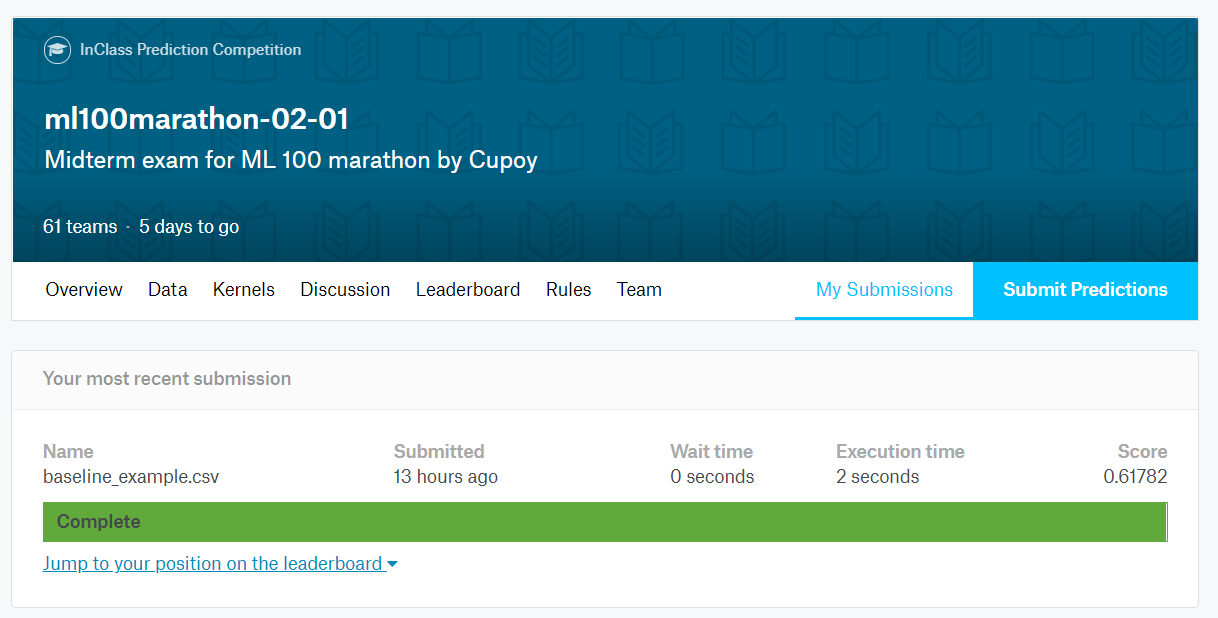 InClass Prediction Competition
ml100marathon-02-01
Midterm exam for ML 100 marathon by Cupoy
61 teams · 5 days to go
Overview Data Kernels Discussion Leaderboard Rules Team My Submissions Submit Predictions
Your most recent submission
Name Submitted Wait time Execution time Score
baseline_example.csv 13 hours ago 0 seconds 2 seconds 0.61782
Complete
Jump to your position on the leaderboard